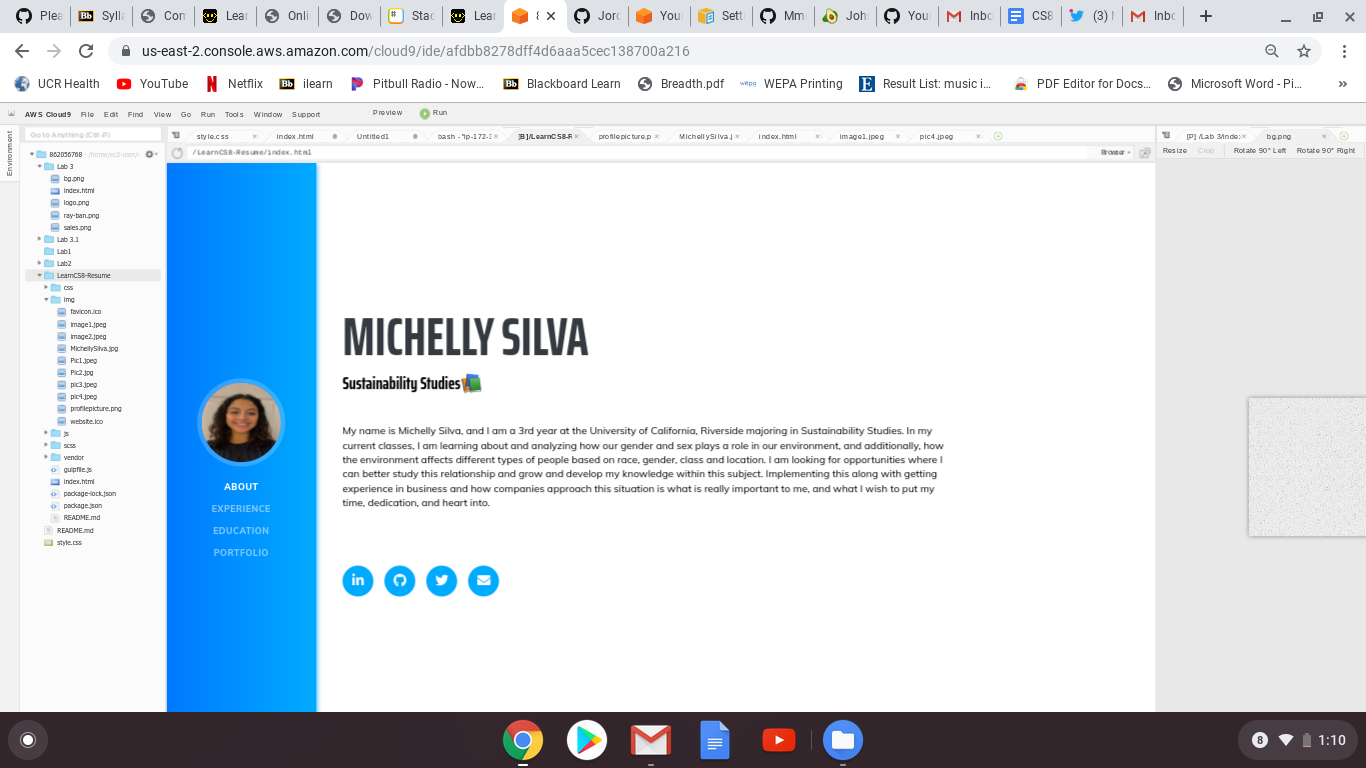 Plea
Sylla
Con
Lear
Onli
Dow
Stac
Lear
8
Jor
You
Sett
Mm
John
You
Inbo
CS8
(3) N
Inbo
us-east-2.console.aws.amazon.com/cloud9/ide/afdbb8278dff4d6aaa5cec138700a216
UCR Health
YouTube
Netflix
ilearn
Pitbull Radio - Now...
Blackboard Learn
Breadth.pdf
WEPA Printing
Result List: music i...
PDF Editor for Docs...
Microsoft Word - Pi...
»
AWS Cloud9 File Edit Find View Go Run Tools Window Support Preview Run
Environment
Go to Anything (Ctrl-P)
style.css
index.html
Untitled1
bash - "ip-172-3
[B]/LearnCS8-R
profilepicture.p
MichellySilva.j
index.html
image1.jpeg
pic4.jpeg
[P] /Lab 3/inde:
bg.png
/LearnCS8-Resume/index.html
Browser
Resize Crop Rotate 90° Left Rotate 90° Right
862056768 - /home/ec2-user/
Lab 3
bg.png
index.html
logo.png
ray-ban.png
sales.png
Lab 3.1
Lab1
Lab2
LearnCS8-Resume
css
img
favicon.ico
image1.jpeg
image2.jpeg
MichellySilva.jpg
Pic1.jpeg
Pic2.jpg
pic3.jpeg
pic4.jpeg
profilepicture.png
website.ico
js
scss
vendor
gulpfile.js
index.html
package-lock.json
package.json
README.md
README.md
style.css
ABOUT
EXPERIENCE
EDUCATION
PORTFOLIO
MICHELLY SILVA
Sustainability Studies
My name is Michelly Silva, and I am a 3rd year at the University of California, Riverside majoring in Sustainability Studies. In my
current classes, I am learning about and analyzing how our gender and sex plays a role in our environment, and additionally, how
the environment affects different types of people based on race, gender, class and location. I am looking for opportunities where I
can better study this relationship and grow and develop my knowledge within this subject. Implementing this along with getting
experience in business and how companies approach this situation is what is really important to me, and what I wish to put my
time, dedication, and heart into.
in
8
1:10